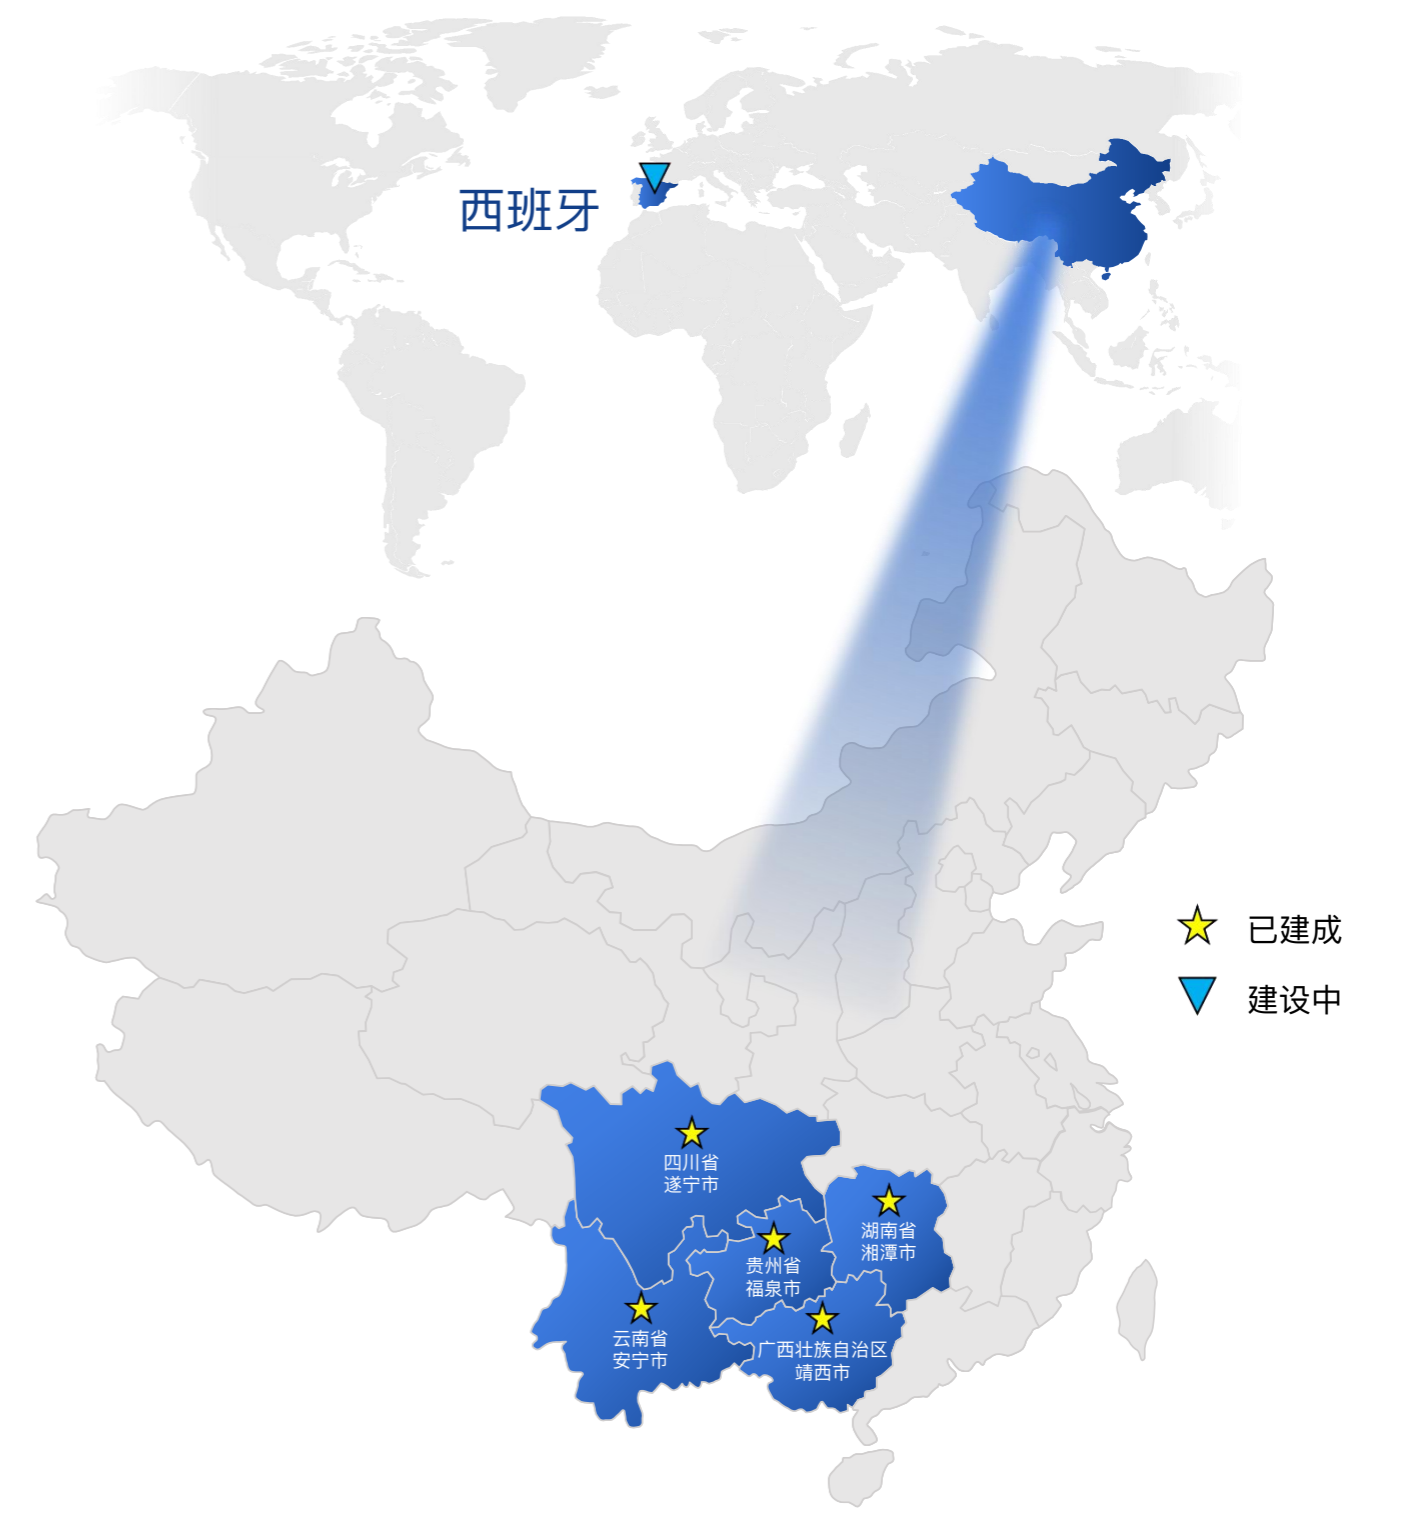 西班牙
已建成
建设中
四川省
遂宁市
湖南省
湘潭市
贵州省
福泉市
云南省
安宁市
广西壮族自治区
靖西市